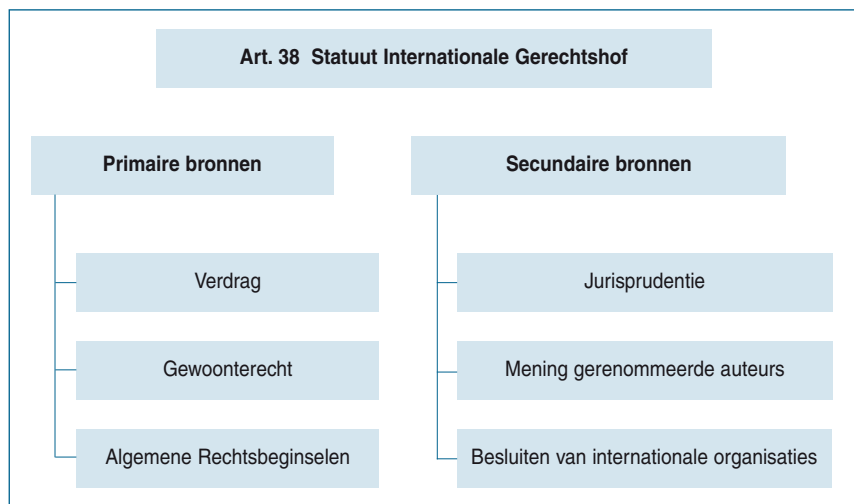 Art. 38 Statuut Internationale Gerechtshof
Primaire bronnen
Verdrag
Gewoonterecht
Algemene Rechtsbeginselen
Secundaire bronnen
Jurisprudentie
Mening gerenommeerde auteurs
Besluiten van internationale organisaties